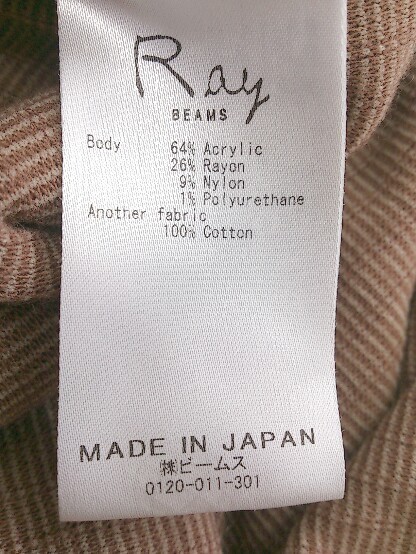 Ray
BEAMS
Body 64% Acrylic
26% Rayon
9% Nylon
1% Polyurethane
Another fabric
100% Cotton
MADE IN JAPAN
㈱ビームス
0120-011-301